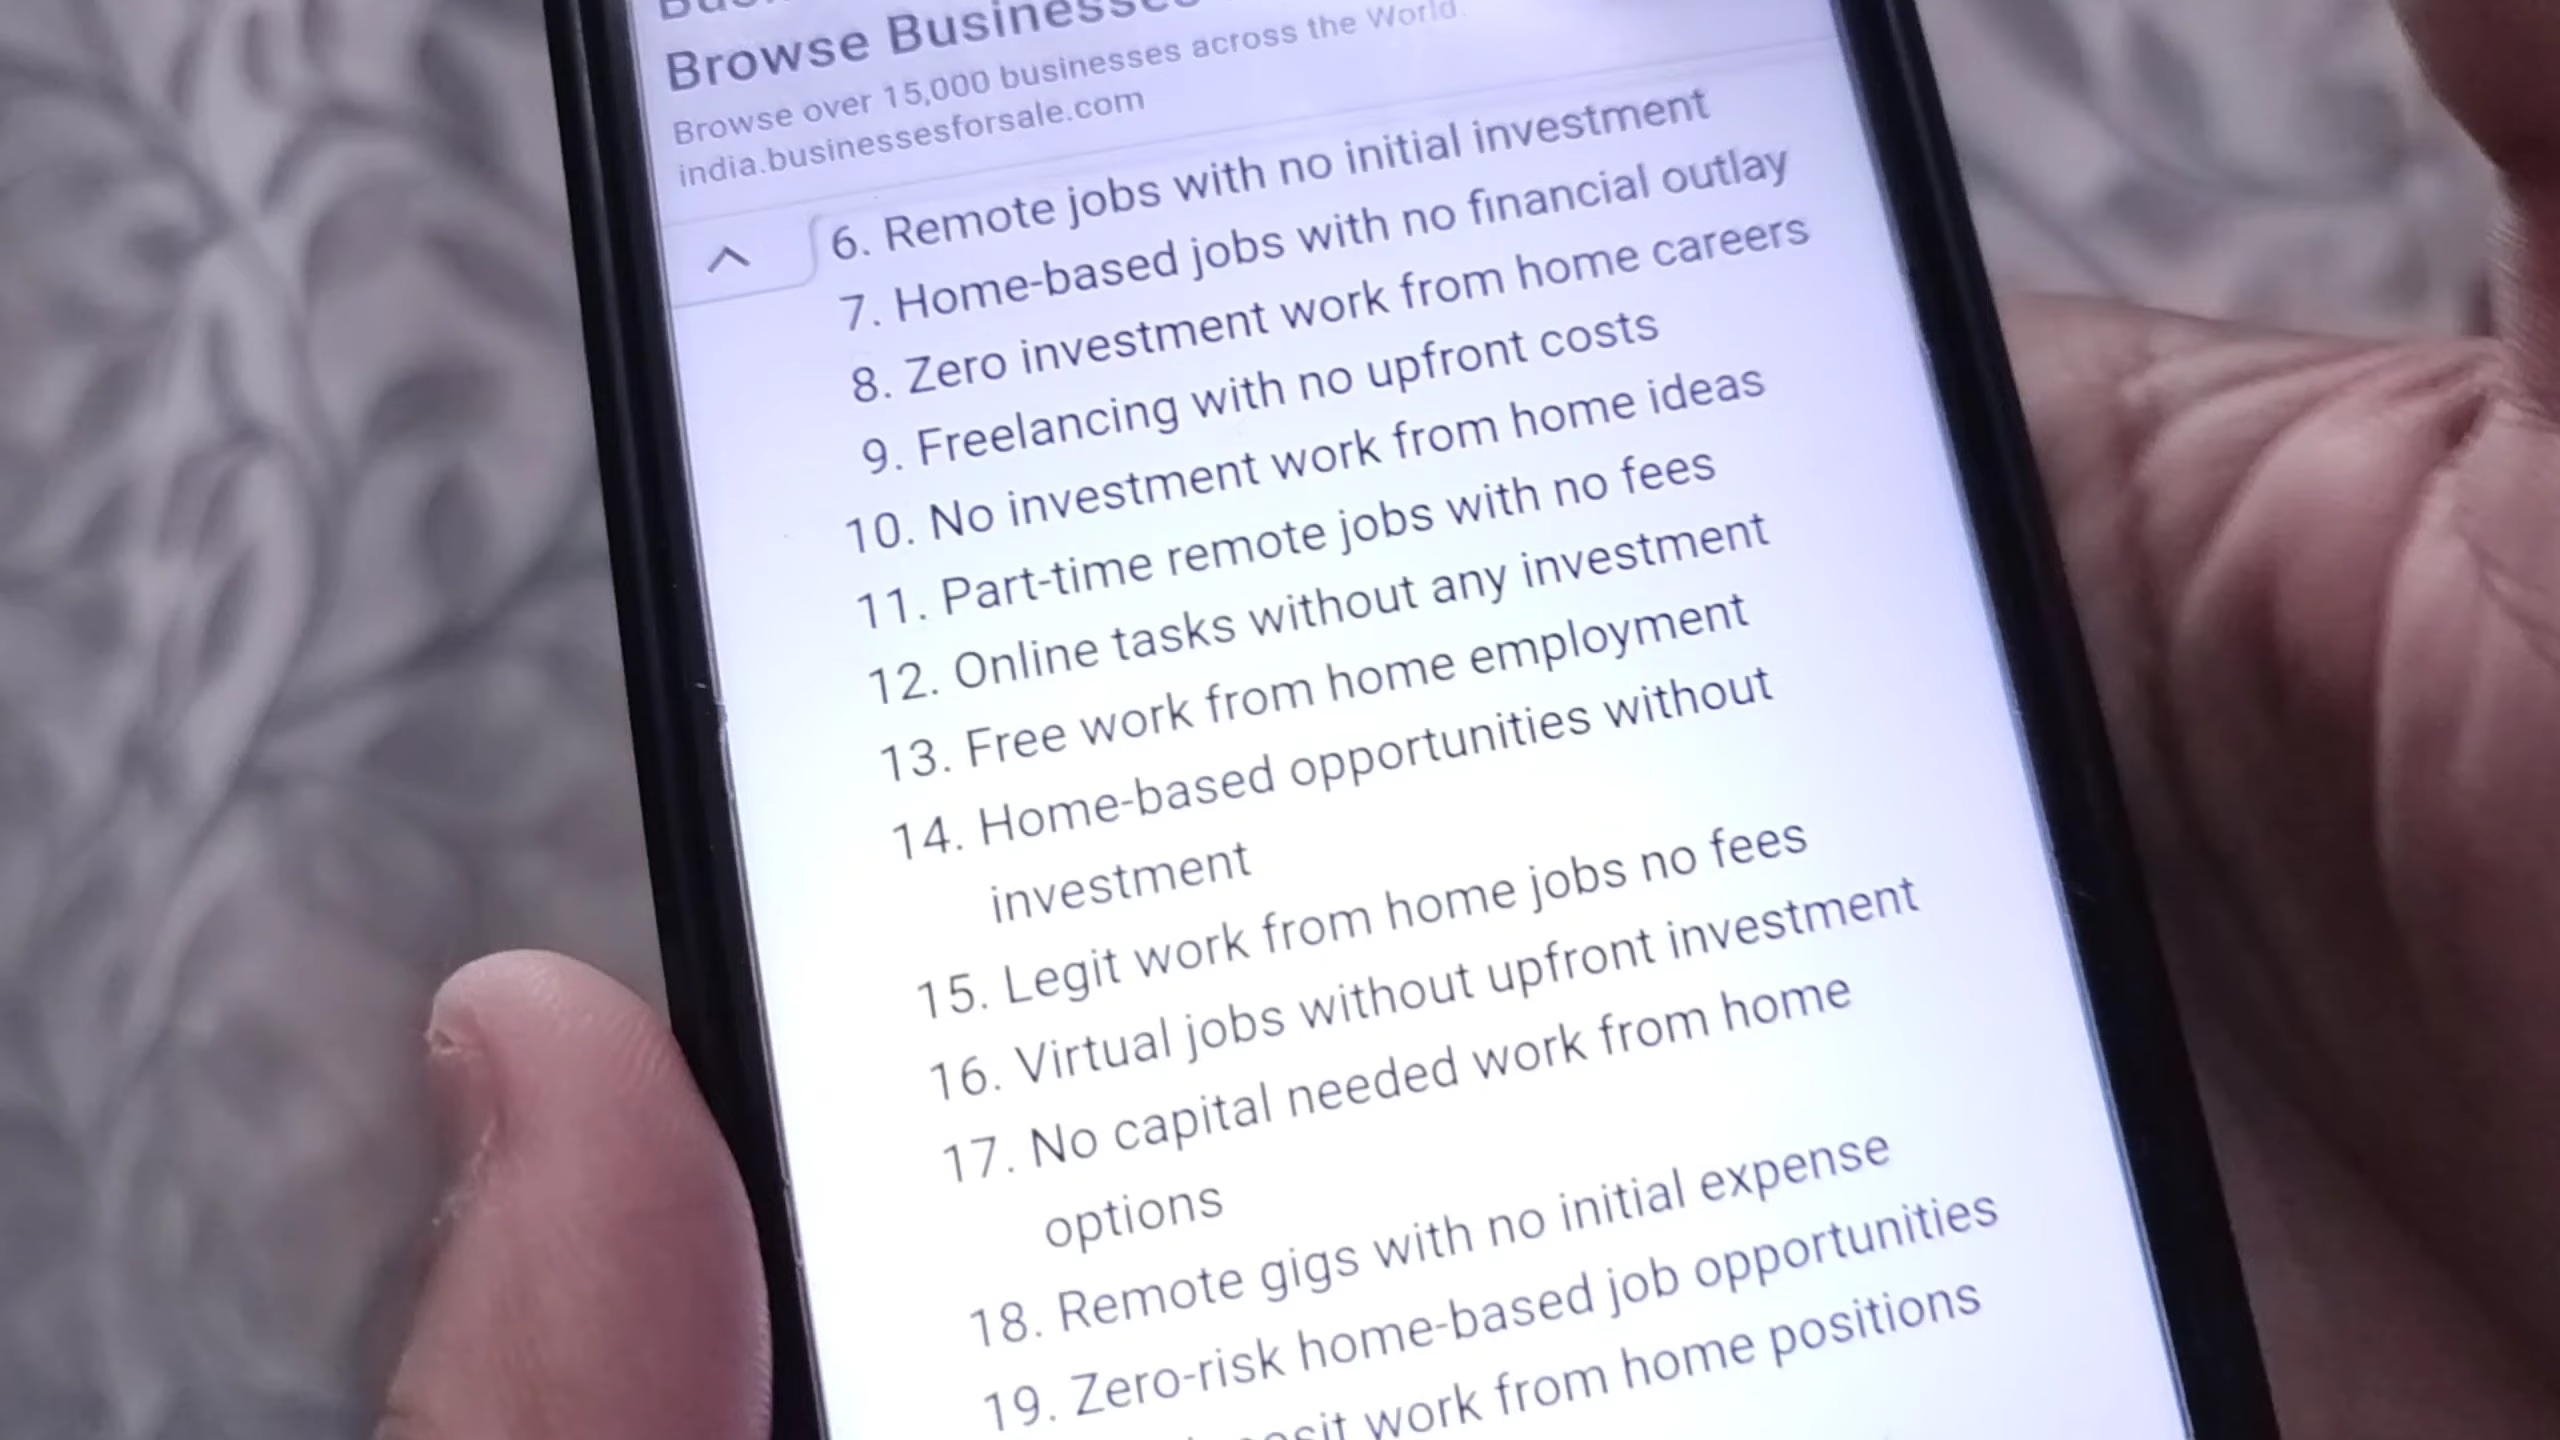 Browse Businesses
Browse over 15,000 businesses across the World.
india.businessesforsale.com
6. Remote jobs with no initial investment
7. Home-based jobs with no financial outlay
8. Zero investment work from home careers
9. Freelancing with no upfront costs
10. No investment work from home ideas
11. Part-time remote jobs with no fees
12. Online tasks without any investment
13. Free work from home employment
14. Home-based opportunities without
investment
15. Legit work from home jobs no fees
16. Virtual jobs without upfront investment
17. No capital needed work from home
options
18. Remote gigs with no initial expense
19. Zero-risk home-based job opportunities
work from home positions